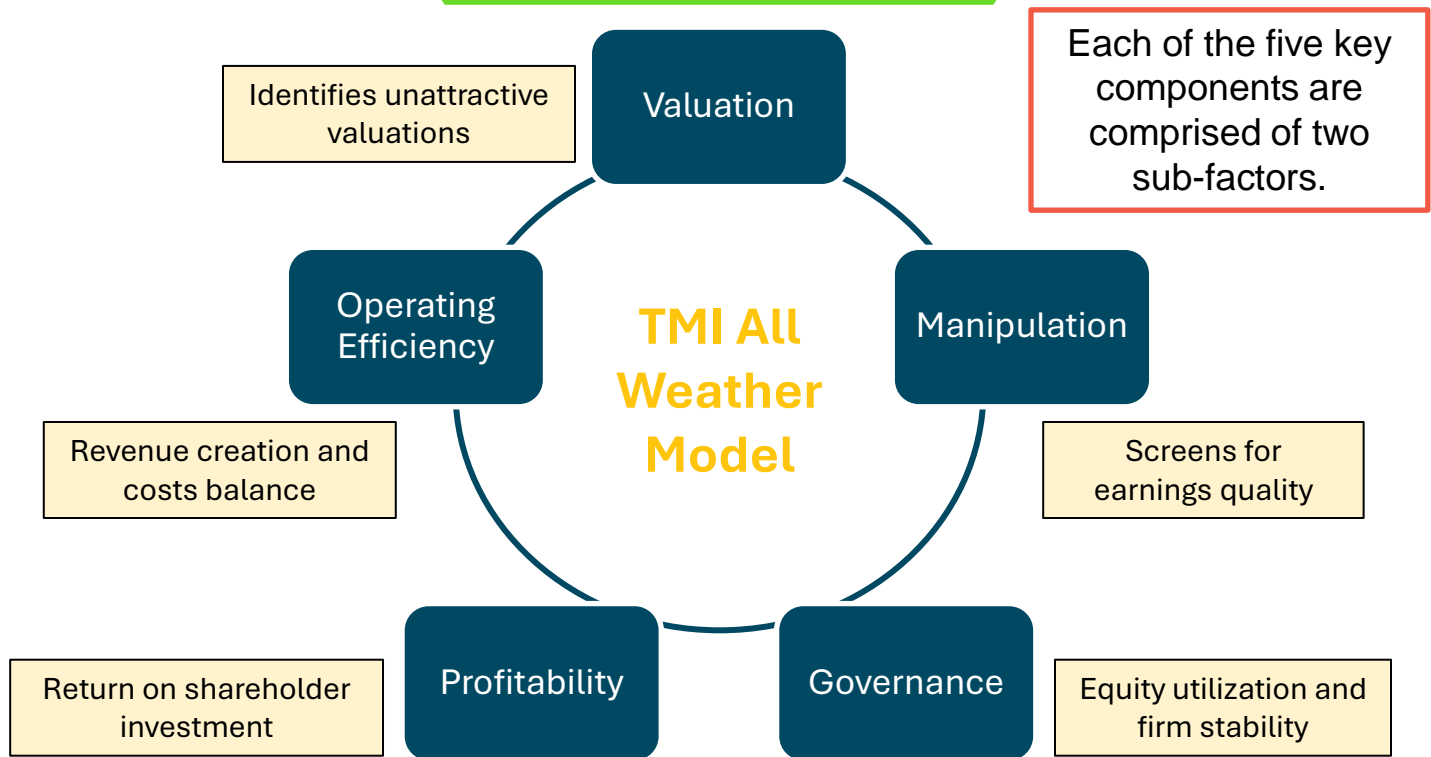 Each of the five key
components are
comprised of two
sub-factors.
Identifies unattractive
valuations
Valuation
Operating
Efficiency
TMI All
Weather
Model
Manipulation
Revenue creation and
costs balance
Screens for
earnings quality
Return on shareholder
investment
Profitability
Governance
Equity utilization and
firm stability